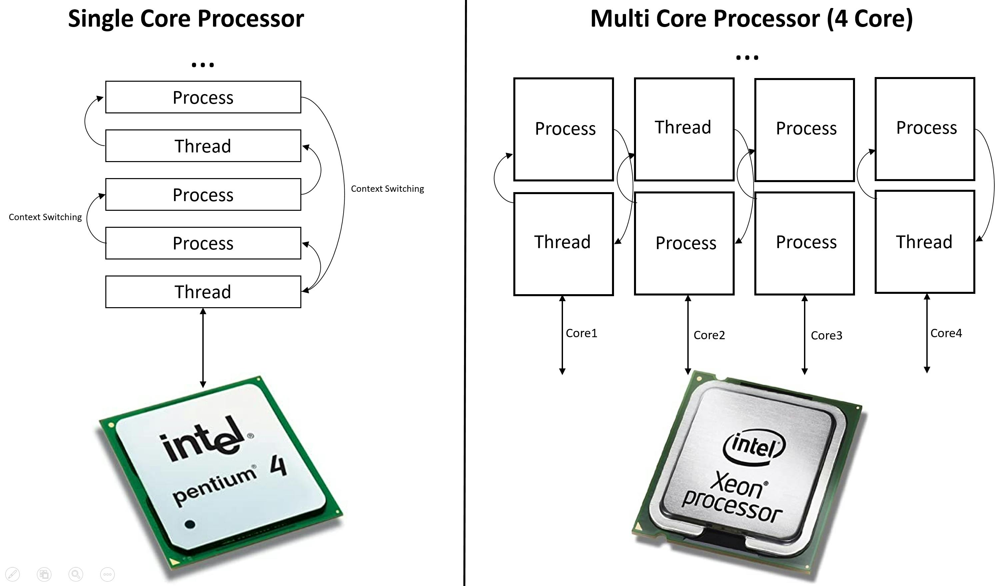 Single Core Processor
...
Process
Thread
Process
Process
Thread
Context Switching
Context Switching
intel®
pentium® 4
Multi Core Processor (4 Core)
...
Process
Thread
Process
Process
Thread
Process
Process
Thread
Core1
Core2
Core3
Core4
intel®
Xeon®
processor